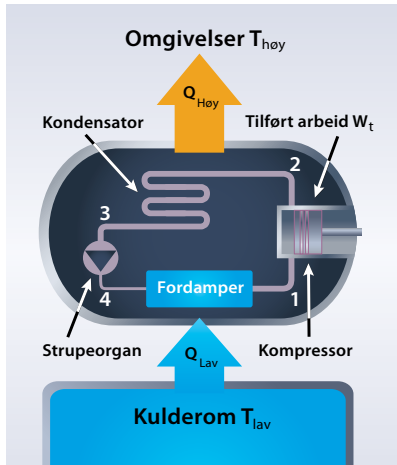 Omgivelser Thøy
QHøy
Kondensator
Tilført arbeid Wt
2
3
Fordamper
4
1
Strupeorgan
QLav
Kompressor
Kulderom Tlav